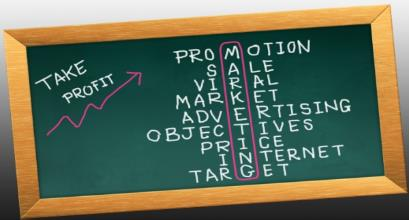 TAKE
PROFIT
PROMOTION
SALE
VIRAL
MARKET
ADVERTISING
OBJECTIVES
PRICE
INTERNET
TARGET